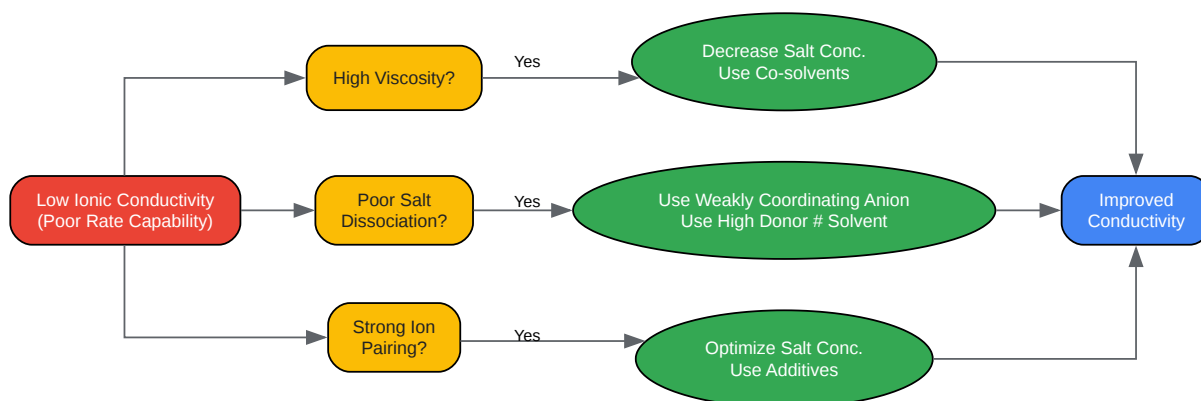 Low Ionic Conductivity
(Poor Rate Capability)
High Viscosity?
Yes
Decrease Salt Conc.
Use Co-solvents
Poor Salt
Dissociation?
Yes
Use Weakly Coordinating Anion
Use High Donor # Solvent
Strong Ion
Pairing?
Yes
Optimize Salt Conc.
Use Additives
Improved
Conductivity